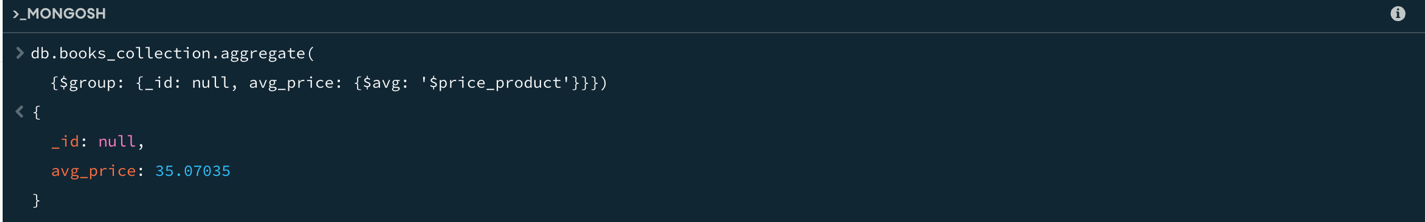 >_MONGOSH
> db.books_collection.aggregate(
{$group: {_id: null, avg_price: {$avg: '$price_product'}}})
< {
_id: null,
avg_price: 35.07035
}